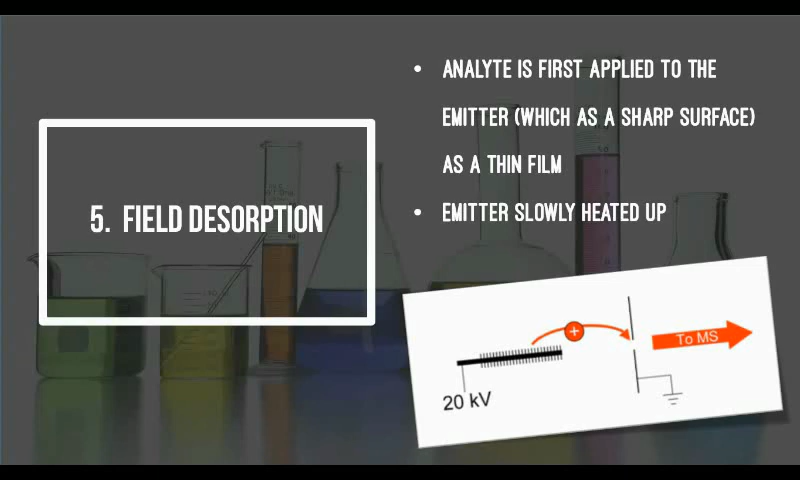 5. FIELD DESORPTION
• ANALYTE IS FIRST APPLIED TO THE
EMITTER (WHICH AS A SHARP SURFACE)
AS A THIN FILM
• EMITTER SLOWLY HEATED UP
+
To MS
20 kV